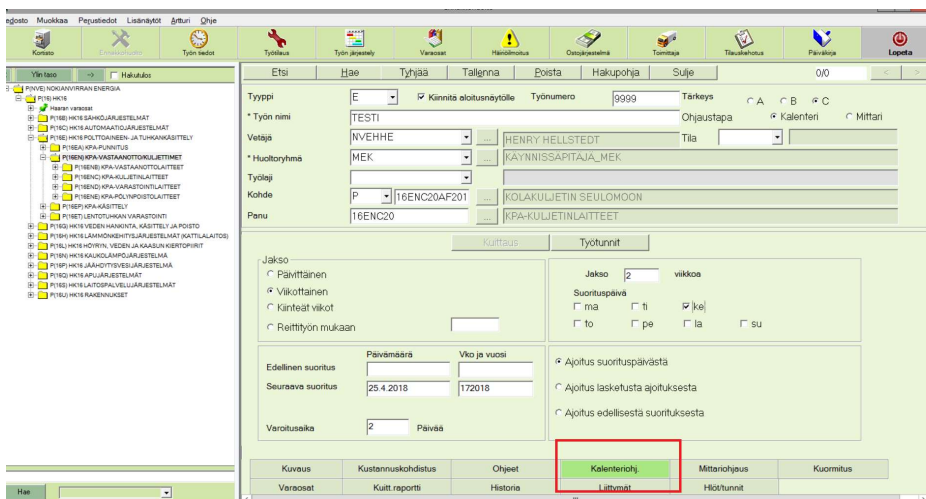 edosto Muokkaa Perustiedot Lisänäytöt Artturi Ohje
Kortisto Ennakkohuollot Työn tiedot Työtilaus Työn järjestely Varaosat Häiriöilmoitus Ostojärjestelmä Toimittaja Tilauskehotus Päiväkirja Lopeta
Ylin taso -> Hakutulos
P(NVE) NOKIANVIRRAN ENERGIA
P(16) HK16
Haaran varaosat
P(16B) HK16 SÄHKÖJÄRJESTELMÄT
P(16C) HK16 AUTOMAATIOJÄRJESTELMÄT
P(16E) HK16 POLTTOAINEEN- JA TUHKANKÄSITTELY
P(16EA) KPA-PUNNITUS
P(16EN) KPA-VASTAANOTTO/KULJETTIMET
P(16ENB) KPA-VASTAANOTTOLAITTEET
P(16ENC) KPA-KULJETINLAITTEET
P(16END) KPA-VARASTOINTILAITTEET
P(16ENE) KPA-PÖLYNPOISTOLAITTEET
P(16EP) KPA-KÄSITTELY
P(16ET) LENTOTUHKAN VARASTOINTI
P(16G) HK16 VEDEN HANKINTA, KÄSITTELY JA POISTO
P(16H) HK16 LÄMMÖNKEHITYSJÄRJESTELMÄT (KATTILALAITOS)
P(16L) HK16 HÖYRYN, VEDEN JA KAASUN KIERTOPIIRIT
P(16N) HK16 KAUKOLÄMPÖJÄRJESTELMÄ
P(16P) HK16 JÄÄHDYTYSVESIJÄRJESTELMÄ
P(16Q) HK16 APUJÄRJESTELMÄT
P(16S) HK16 LAITOSPALVELUJÄRJESTELMÄT
P(16U) HK16 RAKENNUKSET
Hae
Etsi Hae Tyhjää Tallenna Poista Hakupohja Sulje 0/0 < >
Tyyppi E Kiinnitä aloitusnäytölle Työnumero 9999 Tärkeys A B C
* Työn nimi TESTI Ohjaustapa Kalenteri Mittari
Vetäjä NVEHHE ... HENRY HELLSTEDT Tila
* Huoltoryhmä MEK ... KAYNNISSAPITAJA_MEK
Työlaji
Kohde P 16ENC20AF201 ... KOLAKULJETIN SEULOMOON
Panu 16ENC20 ... KPA-KULJETINLAITTEET
Kuittaus Työtunnit
Jakso
Päivittäinen
Viikottainen
Kiinteät viikot
Reittityön mukaan
Jakso 2 viikkoa
Suorituspäivä
ma ti ke
to pe la su
Päivämäärä Vko ja vuosi
Edellinen suoritus
Seuraava suoritus 25.4.2018 172018
Varoitusaika 2 Päivää
Ajoitus suorituspäivästä
Ajoitus lasketusta ajoituksesta
Ajoitus edellisestä suorituksesta
Kuvaus Kustannuskohdistus Ohjeet Kalenteriohj. Mittariohjaus Kuormitus
Varaosat Kuitt.raportti Historia Liittymät Hlöt/tunnit